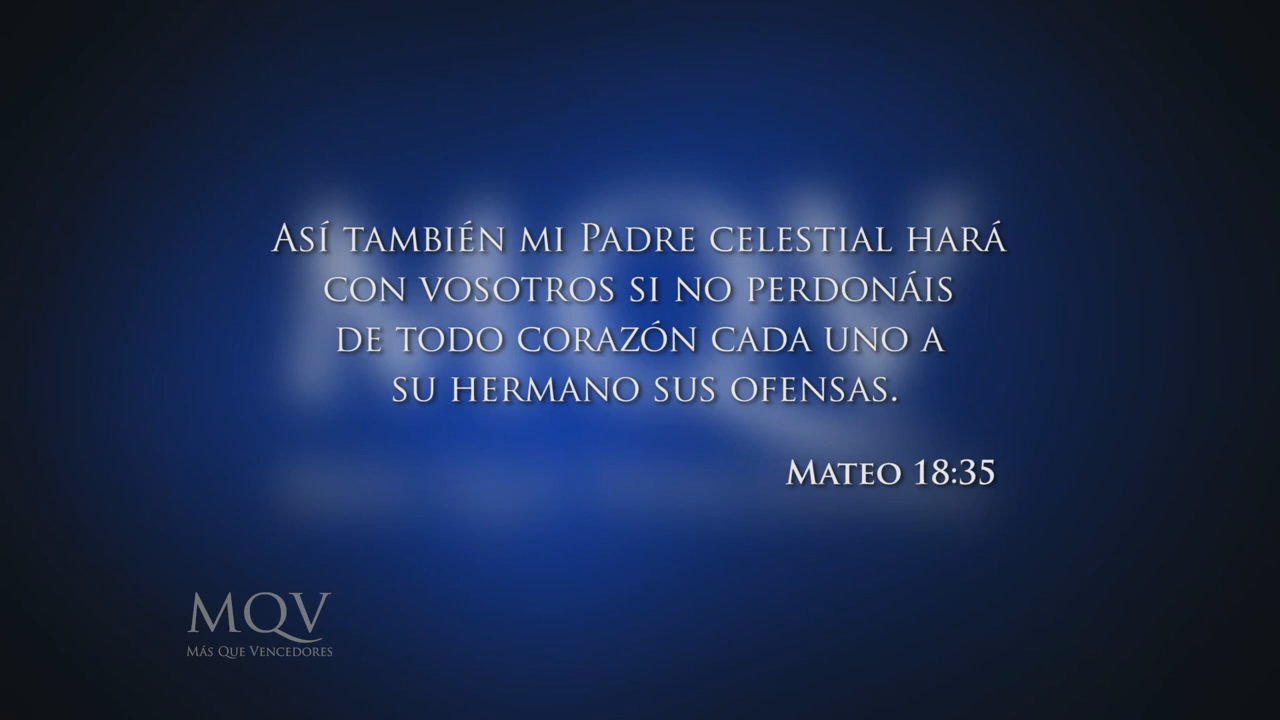 Así también mi Padre celestial hará
con vosotros si no perdonáis
de todo corazón cada uno a
su hermano sus ofensas.
Mateo 18:35
MQV
Más Que Vencedores